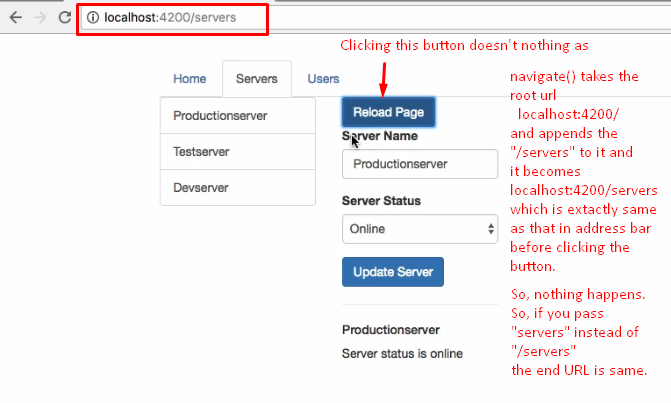 localhost:4200/servers
Clicking this button doesn't nothing as
Home Servers Users
Productionserver
Testserver
Devserver
Reload Page
Server Name
Productionserver
Server Status
Online
Update Server
Productionserver
Server status is online
navigate() takes the
root url
localhost:4200/
and appends the
"/servers" to it and
it becomes
localhost:4200/servers
which is extactly same
as that in address bar
before clicking the
button.
So, nothing happens.
So, if you pass
"servers" instead of
"/servers"
the end URL is same.